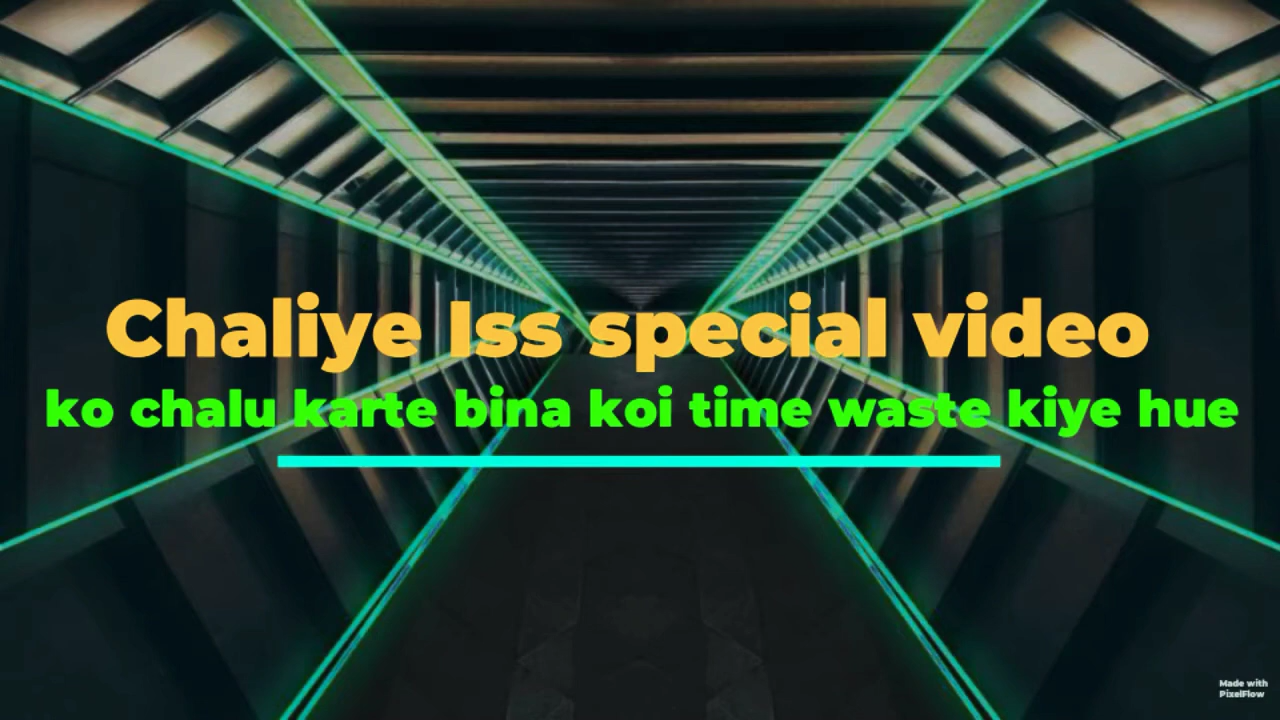 Chaliye Iss special video
ko chalu karte bina koi time waste kiye hue
Made with
PixelFlow